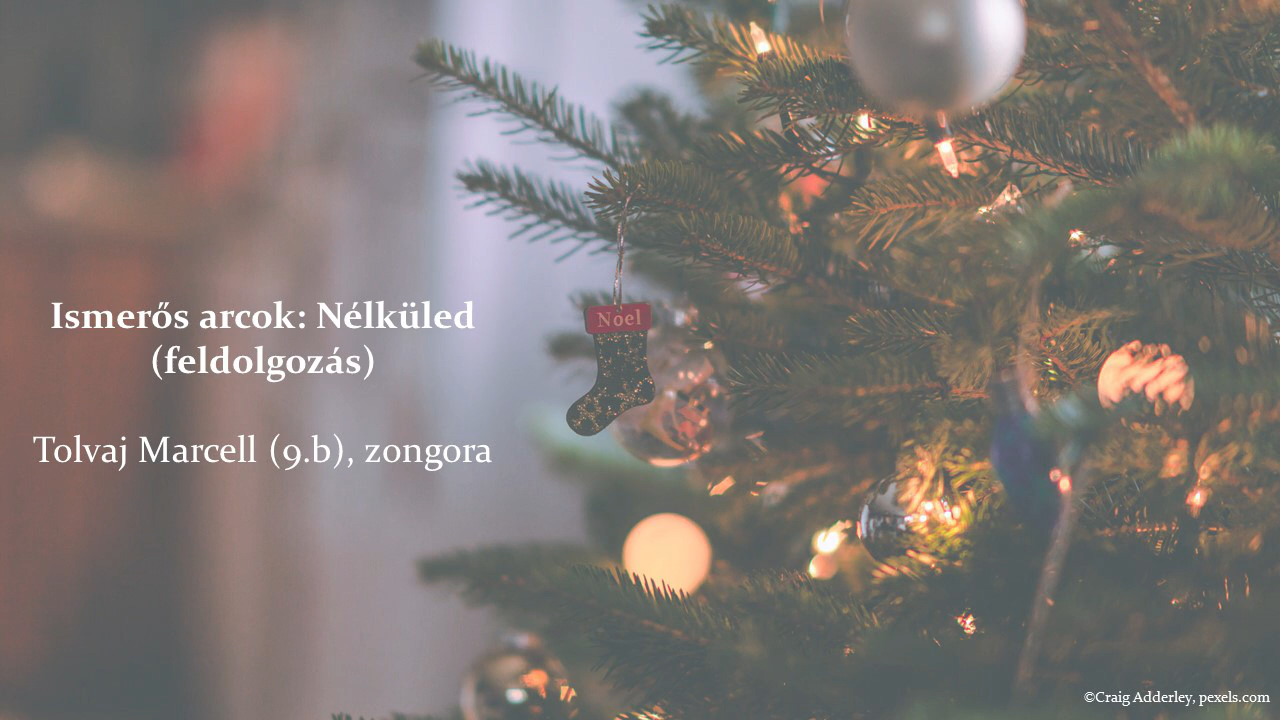 Ismerős arcok: Nélküled
(feldolgozás)
Tolvaj Marcell (9.b), zongora
Noel
©Craig Adderley, pexels.com